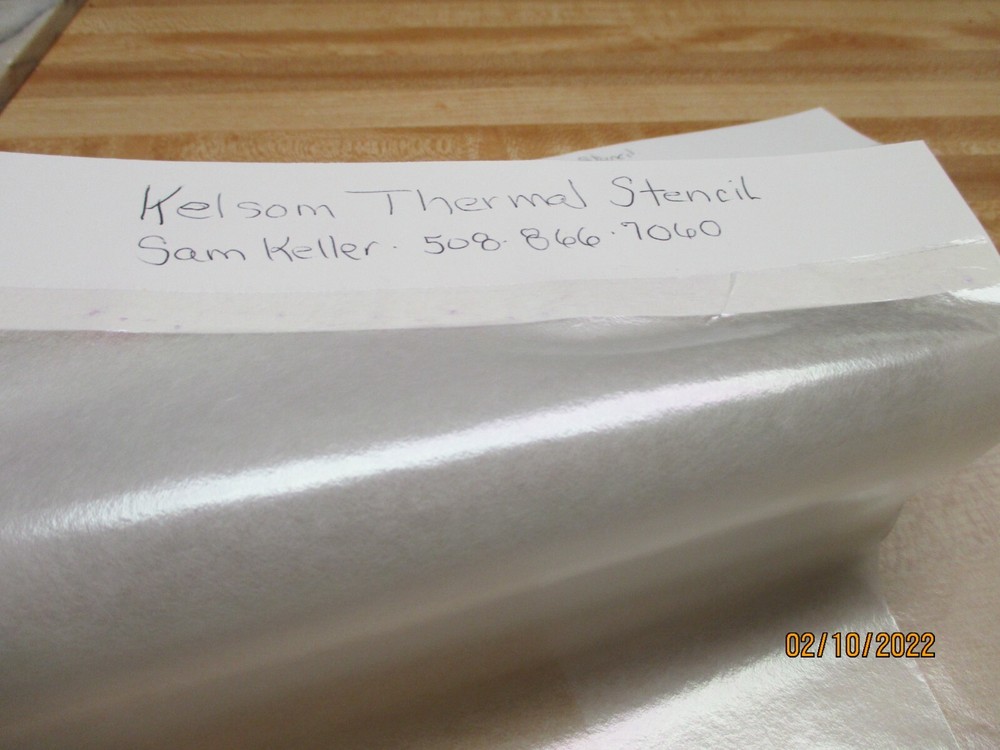 Kelsom Thermal Stencil
Sam Keller · 508 · 866 · 7060
02/10/2022